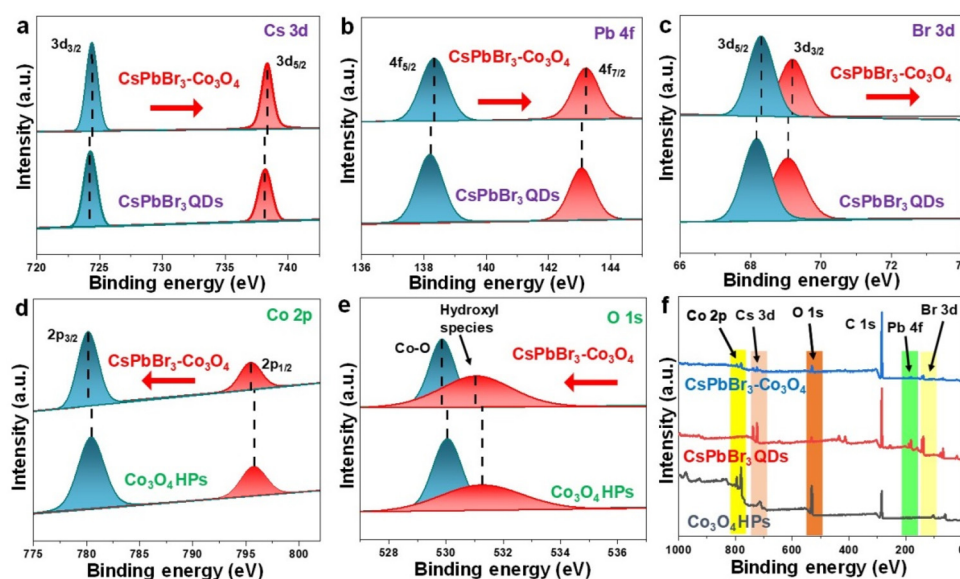 a
Cs 3d
3d3/2
3d5/2
CsPbBr3-Co3O4
CsPbBr3QDs
Intensity (a.u.)
720 725 730 735 740
Binding energy (eV)
b
Pb 4f
4f5/2
4f7/2
CsPbBr3-Co3O4
CsPbBr3 QDs
Intensity (a.u.)
136 138 140 142 144
Binding energy (eV)
c
Br 3d
3d5/2
3d3/2
CsPbBr3-Co3O4
CsPbBr3 QDs
Intensity (a.u.)
66 68 70 72 74
Binding energy (eV)
d
Co 2p
2p3/2
CsPbBr3-Co3O4
2p1/2
Co3O4 HPs
Intensity (a.u.)
775 780 785 790 795 800
Binding energy (eV)
e
O 1s
Hydroxyl
species
Co-O
CsPbBr3-Co3O4
Co3O4 HPs
Intensity (a.u.)
528 530 532 534 536
Binding energy (eV)
f
Co 2p
Cs 3d
O 1s
C 1s
Pb 4f
Br 3d
CsPbBr3-Co3O4
CsPbBr3 QDs
Co3O4 HPs
Intensity (a.u.)
1000 800 600 400 200 0
Binding energy (eV)